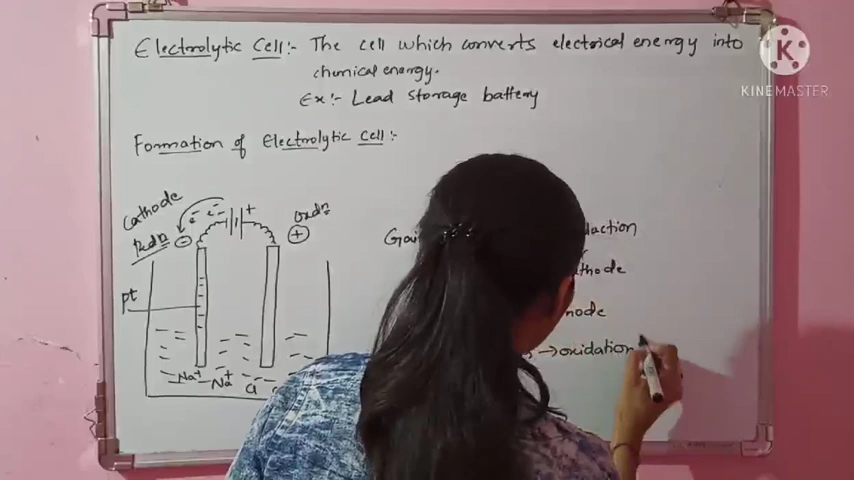 Electrolytic Cell:- The cell which converts electrical energy into
chemical energy.
Ex:- Lead storage battery
Formation of Electrolytic Cell:-
Cathode
Redn
- - -
+
Oxdn
-
+
pt
Na+
Na+
Cl
→oxidation
K
KINEMASTER